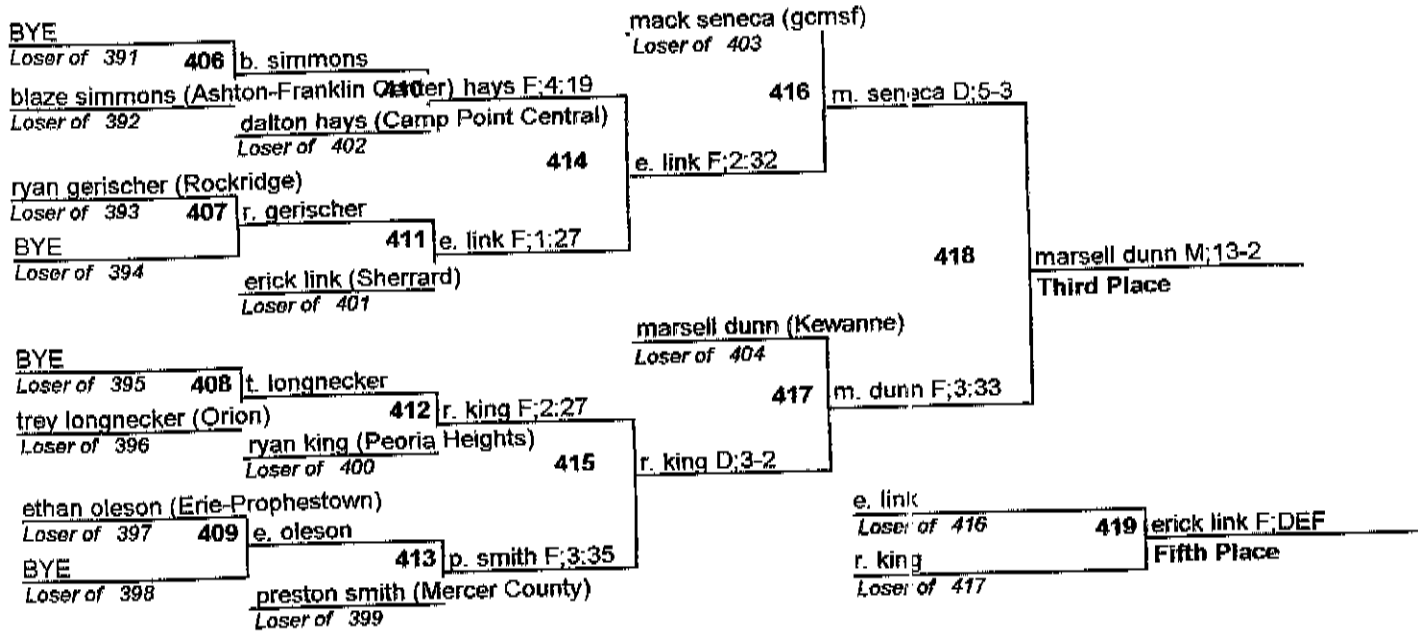 BYE
Loser of 391
406
b. simmons
blaze simmons (Ashton-Franklin Center)
Loser of 392
410
hays F;4:19
dalton hays (Camp Point Central)
Loser of 402
414
e. link F;2:32
ryan gerischer (Rockridge)
Loser of 393
407
r. gerischer
BYE
Loser of 394
411
e. link F;1:27
erick link (Sherrard)
Loser of 401
mack seneca (gcmsf)
Loser of 403
416
m. seneca D;5-3
418
marsell dunn M;13-2
Third Place
BYE
Loser of 395
408
t. longnecker
trey longnecker (Orion)
Loser of 396
412
r. king F;2:27
ryan king (Peoria Heights)
Loser of 400
415
r. king D;3-2
ethan oleson (Erie-Prophestown)
Loser of 397
409
e. oleson
BYE
Loser of 398
413
p. smith F;3:35
preston smith (Mercer County)
Loser of 399
marsell dunn (Kewanne)
Loser of 404
417
m. dunn F;3:33
e. link
Loser of 416
419
erick link F;DEF
Fifth Place
r. king
Loser of 417